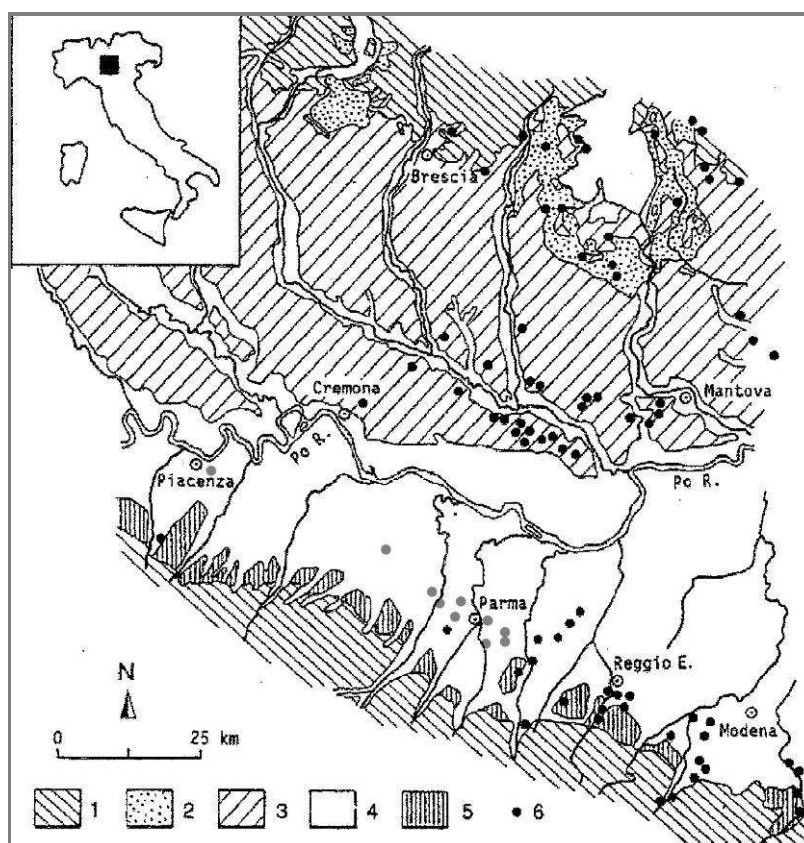 Brescia
Cremona
Mantova
Po R.
Po R.
Piacenza
Parma
Reggio E.
Modena
N
0 25 km
1 2 3 4 5 6